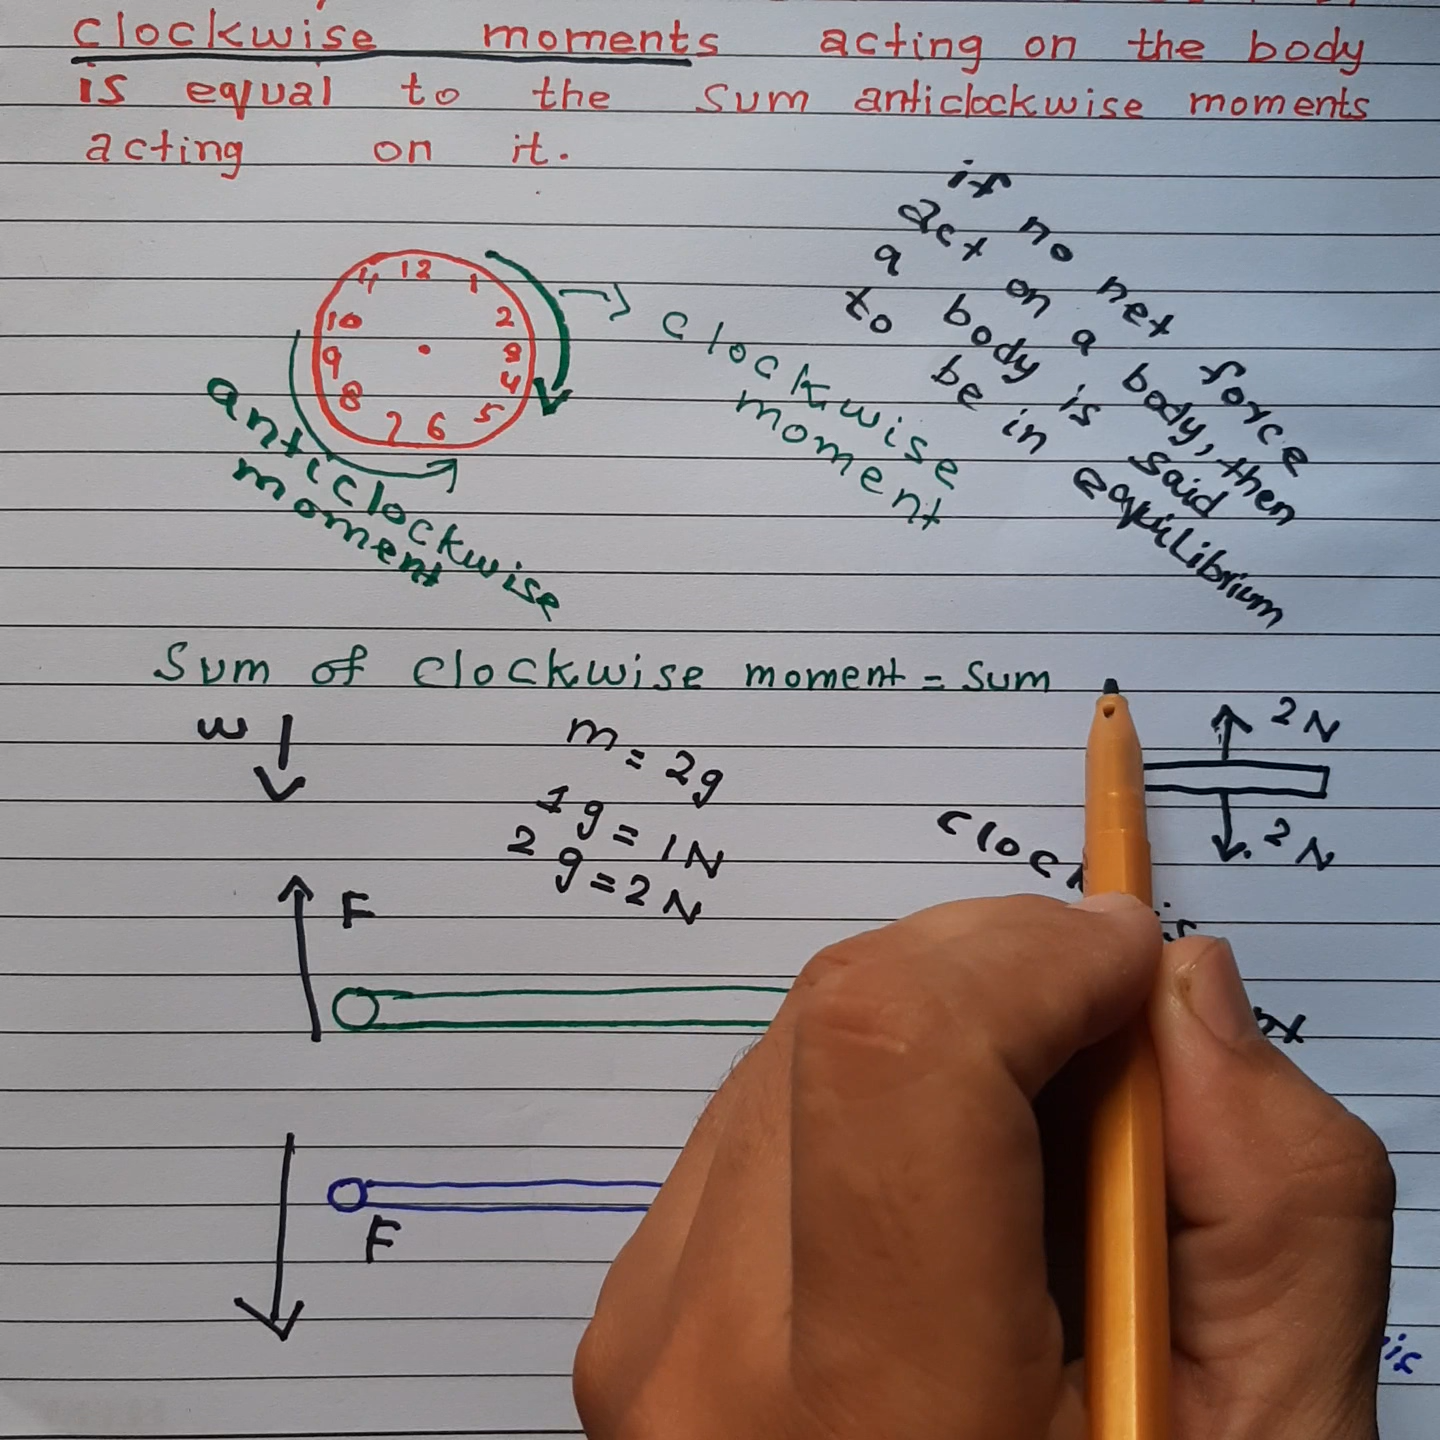 clockwise moments acting on the body
is equal to the sum anticlockwise moments
acting on it.
if no net force
act on a body, then
a body is said
to be in equilibrium
12
11
1
10
2
9
3
8
4
7
6
5
clockwise
moment
anticlockwise
moment
Sum of clockwise moment = sum
w
m = 2g
1g = 1N
2g = 2N
2N
2N
F
F